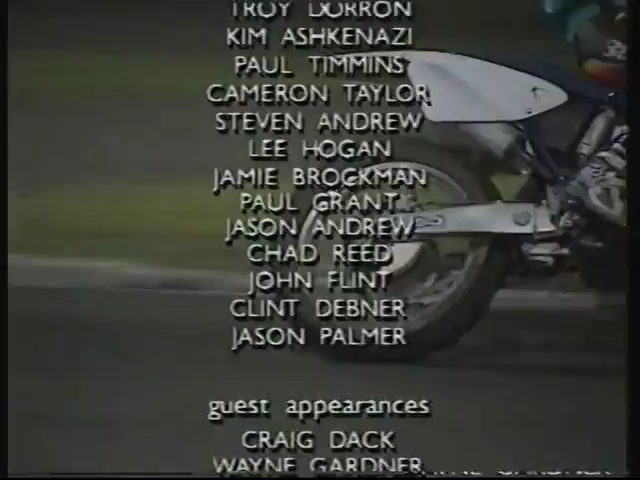 TROY DORRON
KIM ASHKENAZI
PAUL TIMMINS
CAMERON TAYLOR
STEVEN ANDREW
LEE HOGAN
JAMIE BROCKMAN
PAUL GRANT
JASON ANDREW
CHAD REED
JOHN FLINT
CLINT DEBNER
JASON PALMER
guest appearances
CRAIG DACK
WAYNE GARDNER